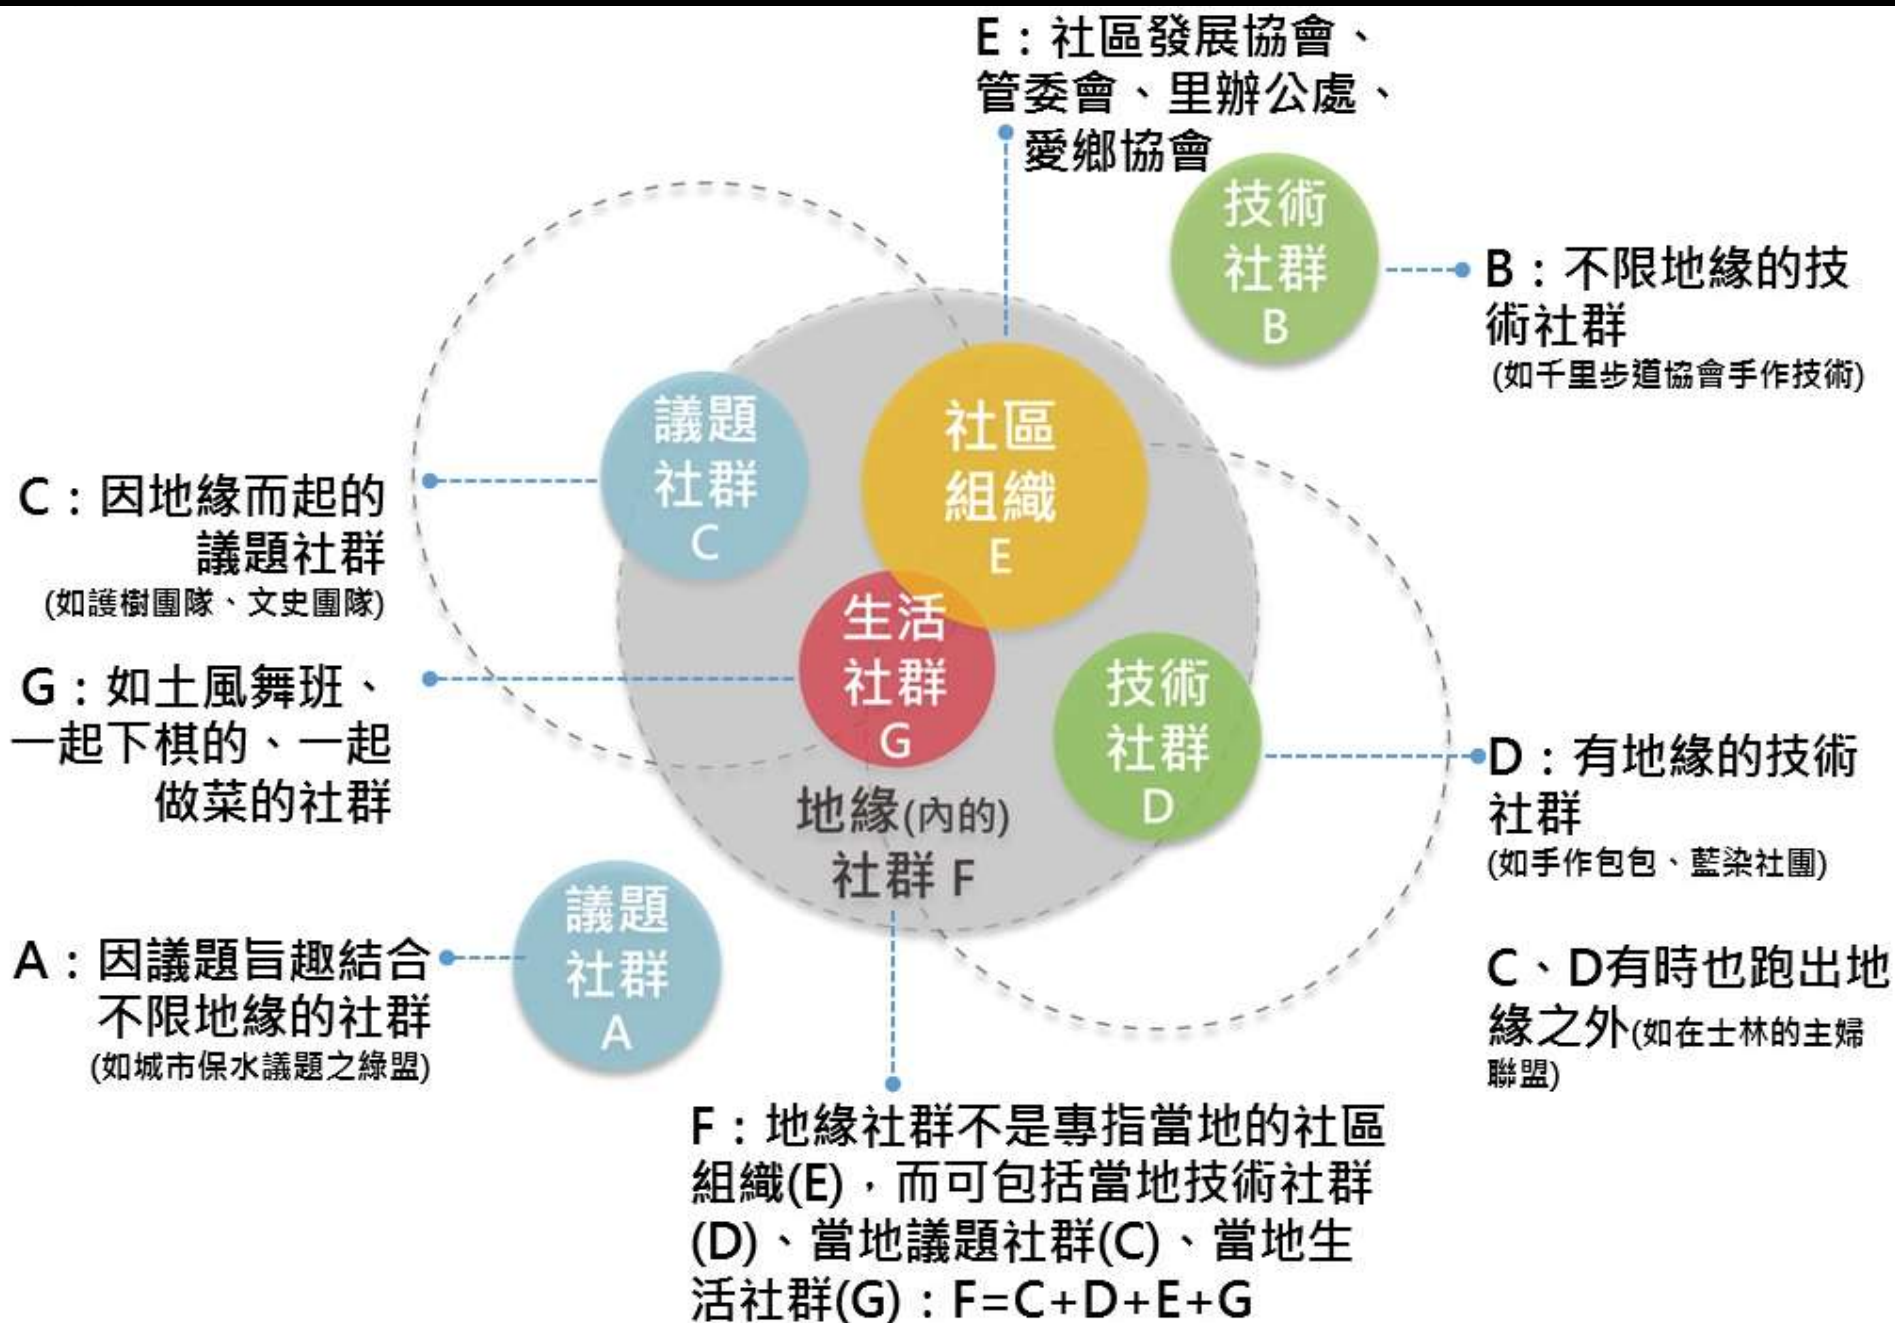 E：社區發展協會、
管委會、里辦公處、
愛鄉協會
技術
社群
B
B：不限地緣的技
術社群
(如千里步道協會手作技術)
議題
社群
C
社區
組織
E
C：因地緣而起的
議題社群
(如護樹團隊、文史團隊)
生活
社群
G
G：如土風舞班、
一起下棋的、一起
做菜的社群
技術
社群
D
D：有地緣的技術
社群
(如手作包包、藍染社團)
地緣(內的)
社群 F
議題
社群
A
A：因議題旨趣結合
不限地緣的社群
(如城市保水議題之綠盟)
C、D有時也跑出地
緣之外(如在士林的主婦
聯盟)
F：地緣社群不是專指當地的社區
組織(E)，而可包括當地技術社群
(D)、當地議題社群(C)、當地生
活社群(G)：F=C+D+E+G